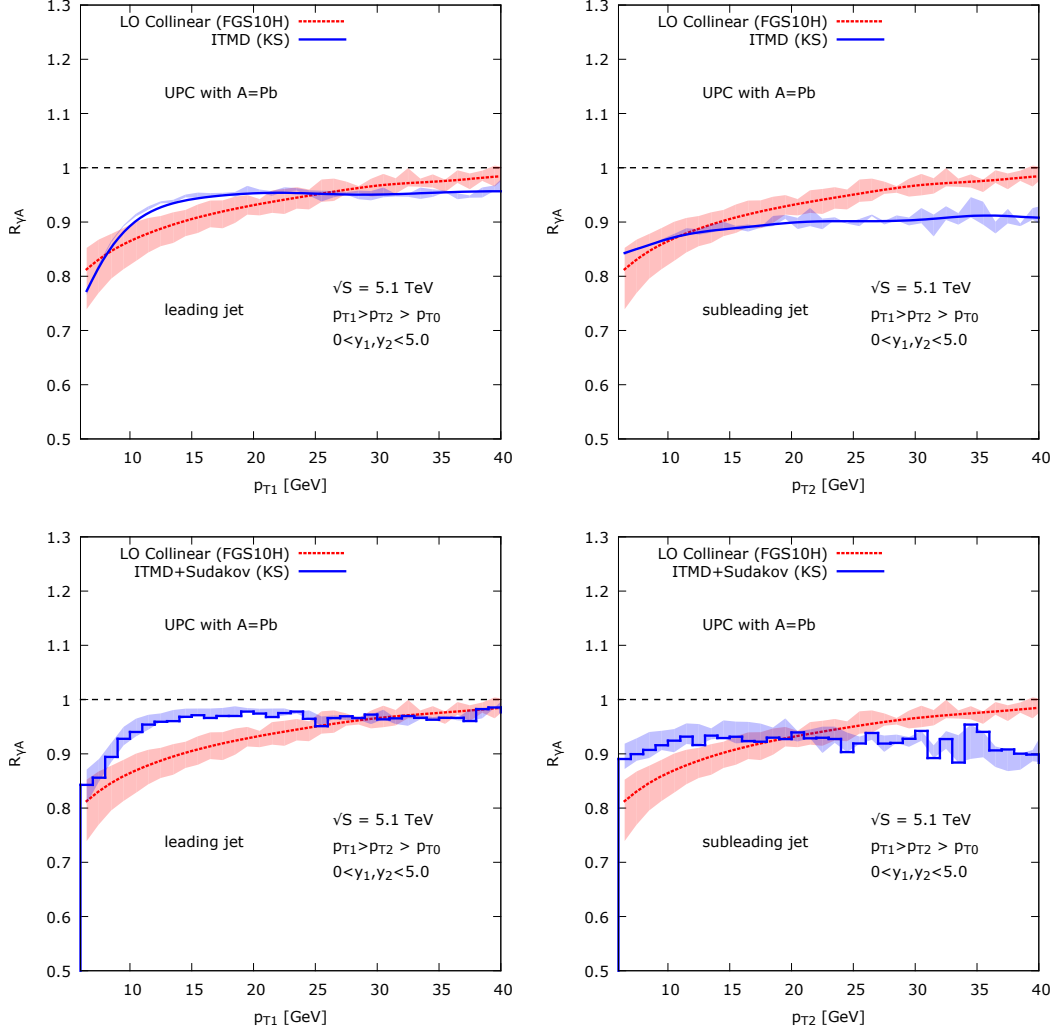 LO Collinear (FGS10H)
ITMD (KS)
UPC with A=Pb
leading jet
√S = 5.1 TeV
pT1>pT2 > pT0
0<y1,y2<5.0
RγA
1.3
1.2
1.1
1
0.9
0.8
0.7
0.6
0.5
10 15 20 25 30 35 40
pT1 [GeV]
LO Collinear (FGS10H)
ITMD (KS)
UPC with A=Pb
subleading jet
√S = 5.1 TeV
pT1>pT2 > pT0
0<y1,y2<5.0
RγA
1.3
1.2
1.1
1
0.9
0.8
0.7
0.6
0.5
10 15 20 25 30 35 40
pT2 [GeV]
LO Collinear (FGS10H)
ITMD+Sudakov (KS)
UPC with A=Pb
leading jet
√S = 5.1 TeV
pT1>pT2 > pT0
0<y1,y2<5.0
RγA
1.3
1.2
1.1
1
0.9
0.8
0.7
0.6
0.5
10 15 20 25 30 35 40
pT1 [GeV]
LO Collinear (FGS10H)
ITMD+Sudakov (KS)
UPC with A=Pb
subleading jet
√S = 5.1 TeV
pT1>pT2 > pT0
0<y1,y2<5.0
RγA
1.3
1.2
1.1
1
0.9
0.8
0.7
0.6
0.5
10 15 20 25 30 35 40
pT2 [GeV]